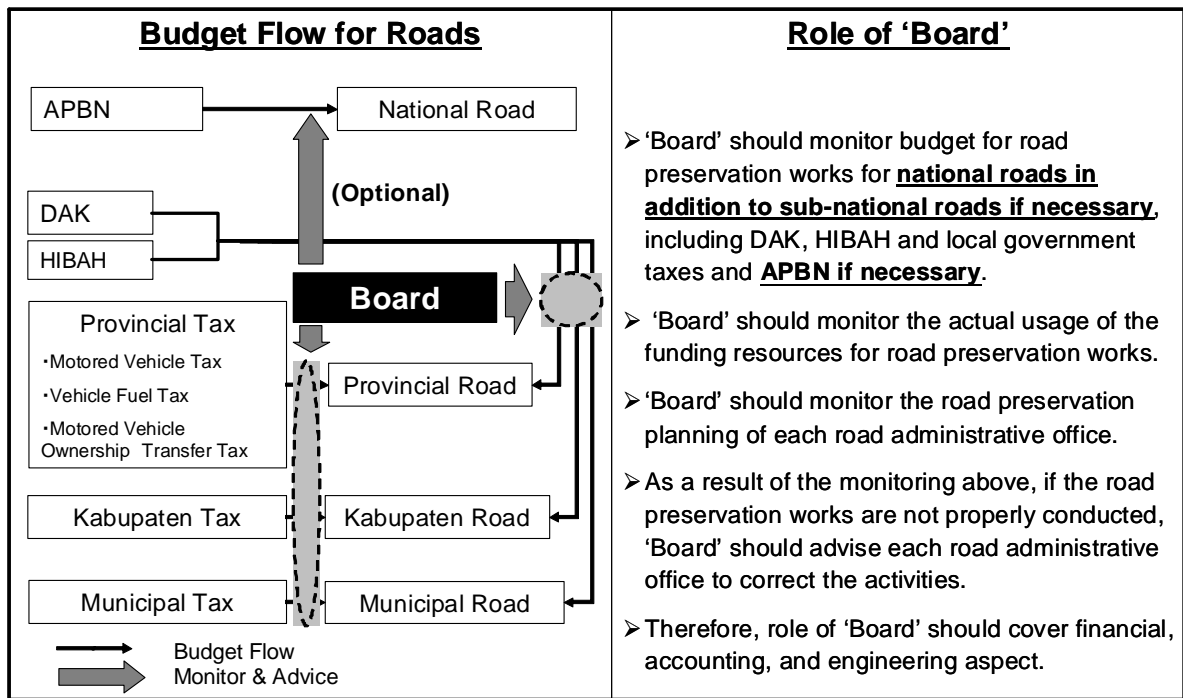 Budget Flow for Roads
APBN
National Road
(Optional)
DAK
HIBAH
Board
Provincial Tax
・Motored Vehicle Tax
・Vehicle Fuel Tax
・Motored Vehicle
Ownership Transfer Tax
Provincial Road
Kabupaten Tax
Kabupaten Road
Municipal Tax
Municipal Road
Budget Flow
Monitor & Advice
Role of ‘Board’
➢ ‘Board’ should monitor budget for road
preservation works for national roads in
addition to sub-national roads if necessary,
including DAK, HIBAH and local government
taxes and APBN if necessary.
➢ ‘Board’ should monitor the actual usage of the
funding resources for road preservation works.
➢ ‘Board’ should monitor the road preservation
planning of each road administrative office.
➢ As a result of the monitoring above, if the road
preservation works are not properly conducted,
‘Board’ should advise each road administrative
office to correct the activities.
➢ Therefore, role of ‘Board’ should cover financial,
accounting, and engineering aspect.